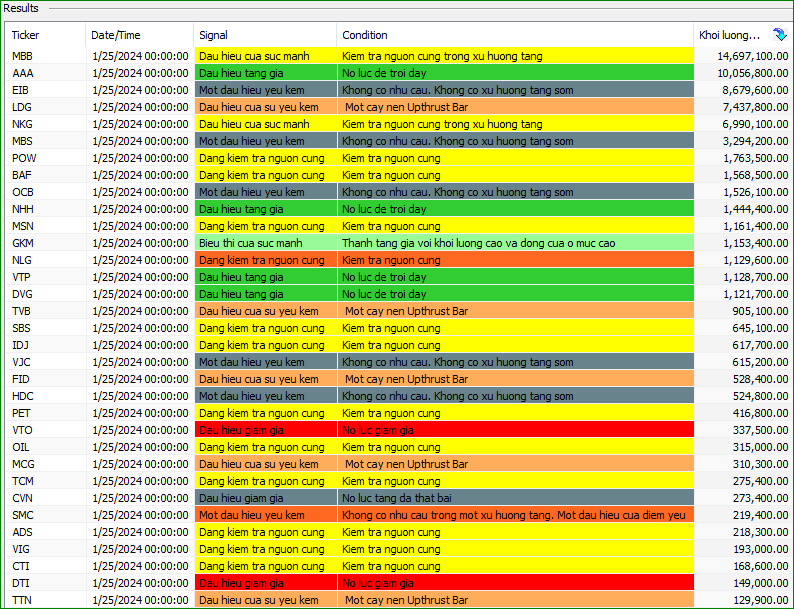 Results
Ticker Date/Time Signal Condition Khoi luong...
MBB 1/25/2024 00:00:00 Dau hieu cua suc manh Kiem tra nguon cung trong xu huong tang 14,697,100.00
AAA 1/25/2024 00:00:00 Dau hieu tang gia No luc de troi day 10,056,800.00
EIB 1/25/2024 00:00:00 Mot dau hieu yeu kem Khong co nhu cau. Khong co xu huong tang som 8,679,600.00
LDG 1/25/2024 00:00:00 Dau hieu cua su yeu kem Mot cay nen Upthrust Bar 7,437,800.00
NKG 1/25/2024 00:00:00 Dau hieu cua suc manh Kiem tra nguon cung trong xu huong tang 6,990,100.00
MBS 1/25/2024 00:00:00 Mot dau hieu yeu kem Khong co nhu cau. Khong co xu huong tang som 3,294,200.00
POW 1/25/2024 00:00:00 Dang kiem tra nguon cung Kiem tra nguon cung 1,763,500.00
BAF 1/25/2024 00:00:00 Dang kiem tra nguon cung Kiem tra nguon cung 1,568,500.00
OCB 1/25/2024 00:00:00 Mot dau hieu yeu kem Khong co nhu cau. Khong co xu huong tang som 1,526,100.00
NHH 1/25/2024 00:00:00 Dau hieu tang gia No luc de troi day 1,444,400.00
MSN 1/25/2024 00:00:00 Dang kiem tra nguon cung Kiem tra nguon cung 1,161,400.00
GKM 1/25/2024 00:00:00 Bieu thi cua suc manh Thanh tang gia voi khoi luong cao va dong cua o muc cao 1,153,400.00
NLG 1/25/2024 00:00:00 Dang kiem tra nguon cung Kiem tra nguon cung 1,129,600.00
VTP 1/25/2024 00:00:00 Dau hieu tang gia No luc de troi day 1,128,700.00
DVG 1/25/2024 00:00:00 Dau hieu tang gia No luc de troi day 1,121,700.00
TVB 1/25/2024 00:00:00 Dau hieu cua su yeu kem Mot cay nen Upthrust Bar 905,100.00
SBS 1/25/2024 00:00:00 Dang kiem tra nguon cung Kiem tra nguon cung 645,100.00
IDJ 1/25/2024 00:00:00 Dang kiem tra nguon cung Kiem tra nguon cung 617,700.00
VJC 1/25/2024 00:00:00 Mot dau hieu yeu kem Khong co nhu cau. Khong co xu huong tang som 615,200.00
FID 1/25/2024 00:00:00 Dau hieu cua su yeu kem Mot cay nen Upthrust Bar 528,400.00
HDC 1/25/2024 00:00:00 Mot dau hieu yeu kem Khong co nhu cau. Khong co xu huong tang som 524,800.00
PET 1/25/2024 00:00:00 Dang kiem tra nguon cung Kiem tra nguon cung 416,800.00
VTO 1/25/2024 00:00:00 Dau hieu giam gia No luc giam gia 337,500.00
OIL 1/25/2024 00:00:00 Dang kiem tra nguon cung Kiem tra nguon cung 315,000.00
MCG 1/25/2024 00:00:00 Dau hieu cua su yeu kem Mot cay nen Upthrust Bar 310,300.00
TCM 1/25/2024 00:00:00 Dang kiem tra nguon cung Kiem tra nguon cung 275,400.00
CVN 1/25/2024 00:00:00 Dau hieu giam gia No luc tang da that bai 273,400.00
SMC 1/25/2024 00:00:00 Mot dau hieu yeu kem Khong co nhu cau trong mot xu huong tang. Mot dau hieu cua diem yeu 219,400.00
ADS 1/25/2024 00:00:00 Dang kiem tra nguon cung Kiem tra nguon cung 218,300.00
VIG 1/25/2024 00:00:00 Dang kiem tra nguon cung Kiem tra nguon cung 193,000.00
CTI 1/25/2024 00:00:00 Dang kiem tra nguon cung Kiem tra nguon cung 168,600.00
DTI 1/25/2024 00:00:00 Dau hieu giam gia No luc giam gia 149,000.00
TTN 1/25/2024 00:00:00 Dau hieu cua su yeu kem Mot cay nen Upthrust Bar 129,900.00